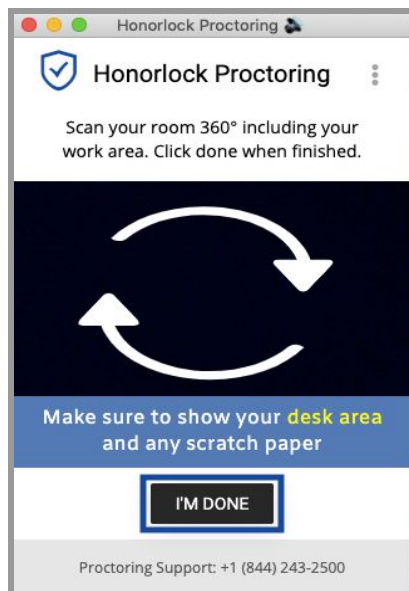 Honorlock Proctoring
Honorlock Proctoring
Scan your room 360° including your
work area. Click done when finished.
Make sure to show your desk area
and any scratch paper
I'M DONE
Proctoring Support: +1 (844) 243-2500